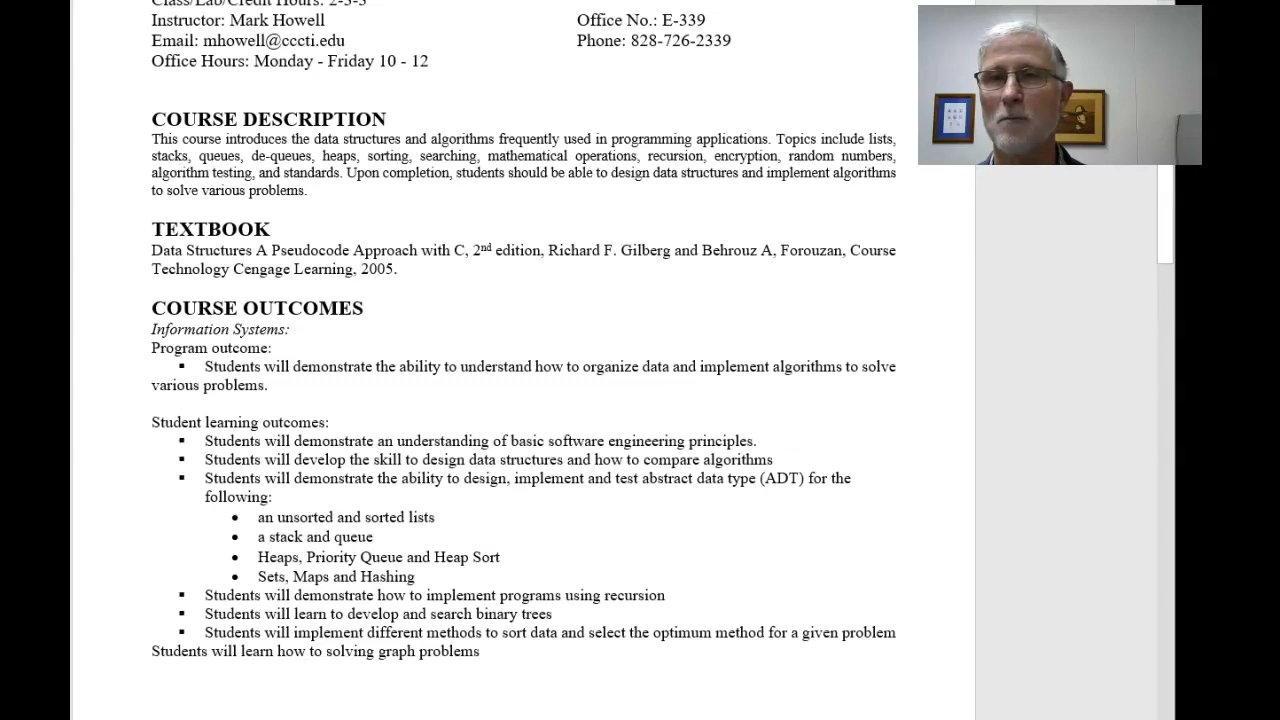 Class/Lab/Credit Hours: 2-3-3
Instructor: Mark Howell
Office No.: E-339
Email: mhowell@cccti.edu
Phone: 828-726-2339
Office Hours: Monday - Friday 10 - 12
COURSE DESCRIPTION
This course introduces the data structures and algorithms frequently used in programming applications. Topics include lists,
stacks, queues, de-queues, heaps, sorting, searching, mathematical operations, recursion, encryption, random numbers,
algorithm testing, and standards. Upon completion, students should be able to design data structures and implement algorithms
to solve various problems.
TEXTBOOK
Data Structures A Pseudocode Approach with C, 2nd edition, Richard F. Gilberg and Behrouz A, Forouzan, Course
Technology Cengage Learning, 2005.
COURSE OUTCOMES
Information Systems:
Program outcome:
▪ Students will demonstrate the ability to understand how to organize data and implement algorithms to solve
various problems.
Student learning outcomes:
▪ Students will demonstrate an understanding of basic software engineering principles.
▪ Students will develop the skill to design data structures and how to compare algorithms
▪ Students will demonstrate the ability to design, implement and test abstract data type (ADT) for the
following:
• an unsorted and sorted lists
• a stack and queue
• Heaps, Priority Queue and Heap Sort
• Sets, Maps and Hashing
▪ Students will demonstrate how to implement programs using recursion
▪ Students will learn to develop and search binary trees
▪ Students will implement different methods to sort data and select the optimum method for a given problem
Students will learn how to solving graph problems